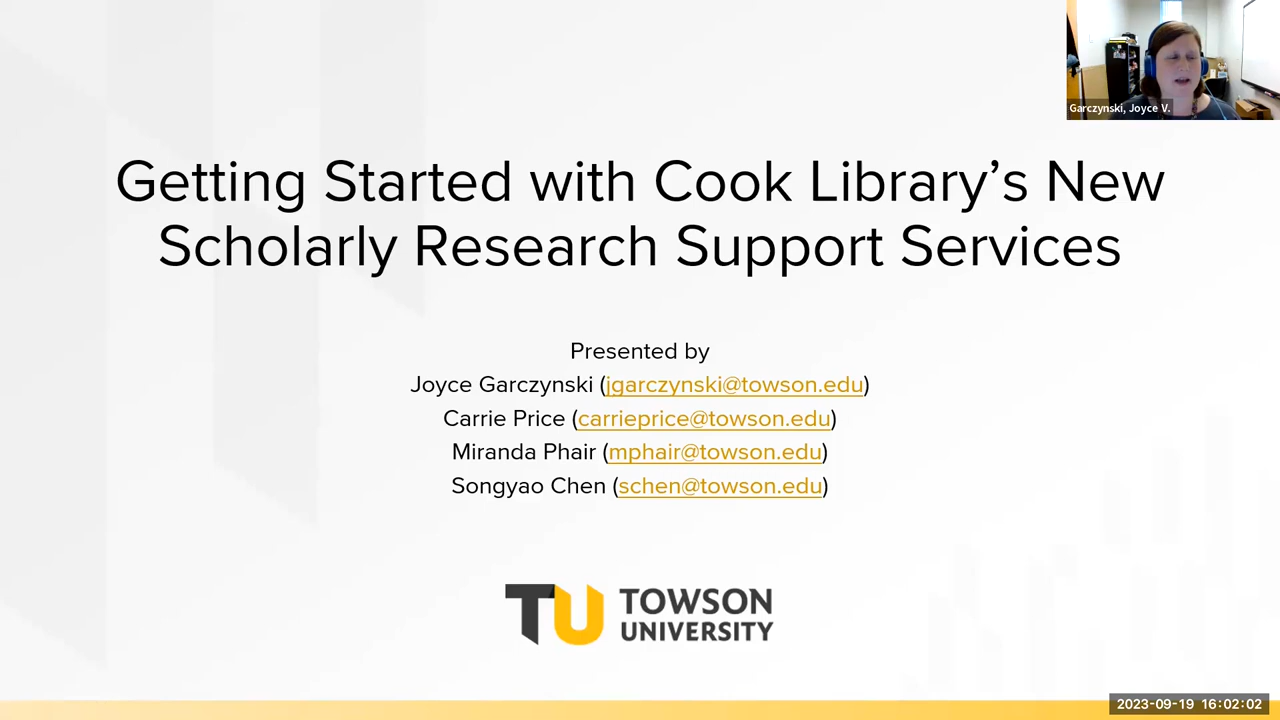 Garczynski, Joyce V.
Getting Started with Cook Library’s New
Scholarly Research Support Services
Presented by
Joyce Garczynski (jgarczynski@towson.edu)
Carrie Price (carrieprice@towson.edu)
Miranda Phair (mphair@towson.edu)
Songyao Chen (schen@towson.edu)
TU TOWSON
UNIVERSITY
2023-09-19 16:02:02